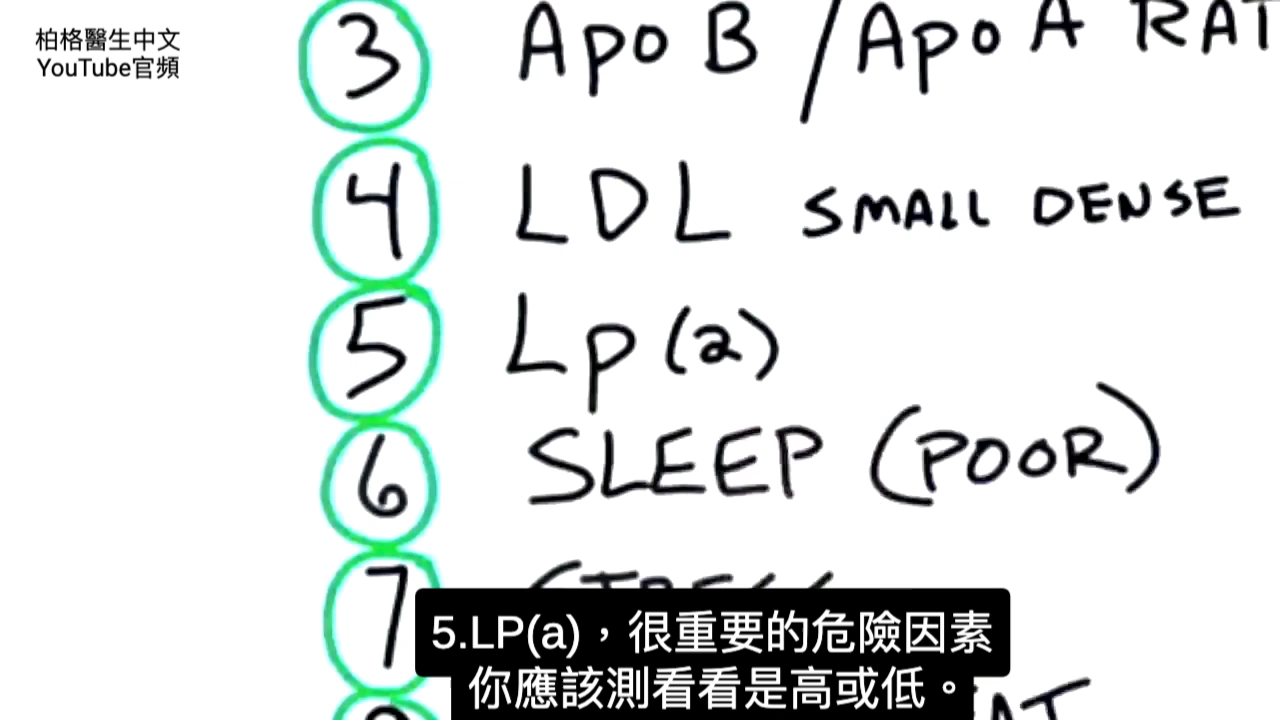 柏格醫生中文
YouTube官頻
3 Apo B / Apo A RAT
4 LDL SMALL DENSE
5 Lp(a)
6 SLEEP (POOR)
7 STRESS
5.LP(a)，很重要的危險因素
你應該測看看是高或低。